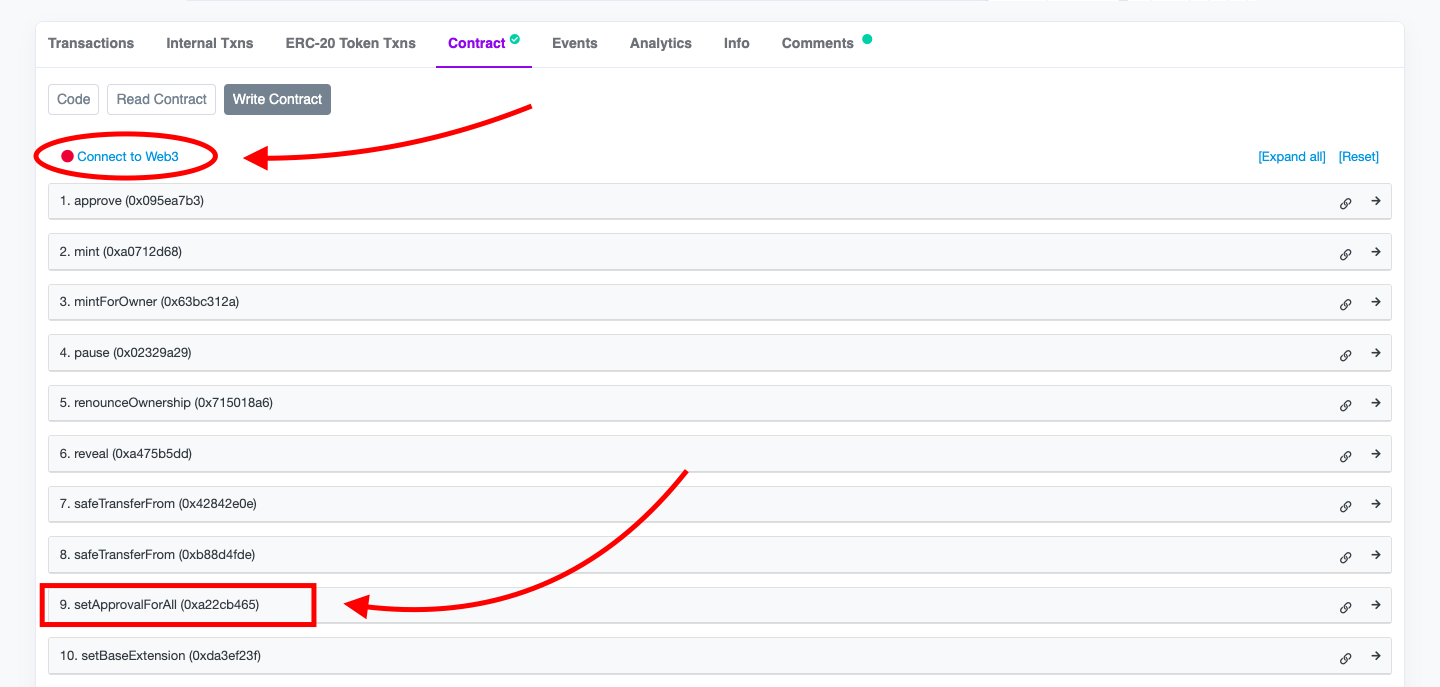 Transactions Internal Txns ERC-20 Token Txns Contract Events Analytics Info Comments
Code Read Contract Write Contract
Connect to Web3 [Expand all] [Reset]
1. approve (0x095ea7b3)
2. mint (0xa0712d68)
3. mintForOwner (0x63bc312a)
4. pause (0x02329a29)
5. renounceOwnership (0x715018a6)
6. reveal (0xa475b5dd)
7. safeTransferFrom (0x42842e0e)
8. safeTransferFrom (0xb88d4fde)
9. setApprovalForAll (0xa22cb465)
10. setBaseExtension (0xda3ef23f)